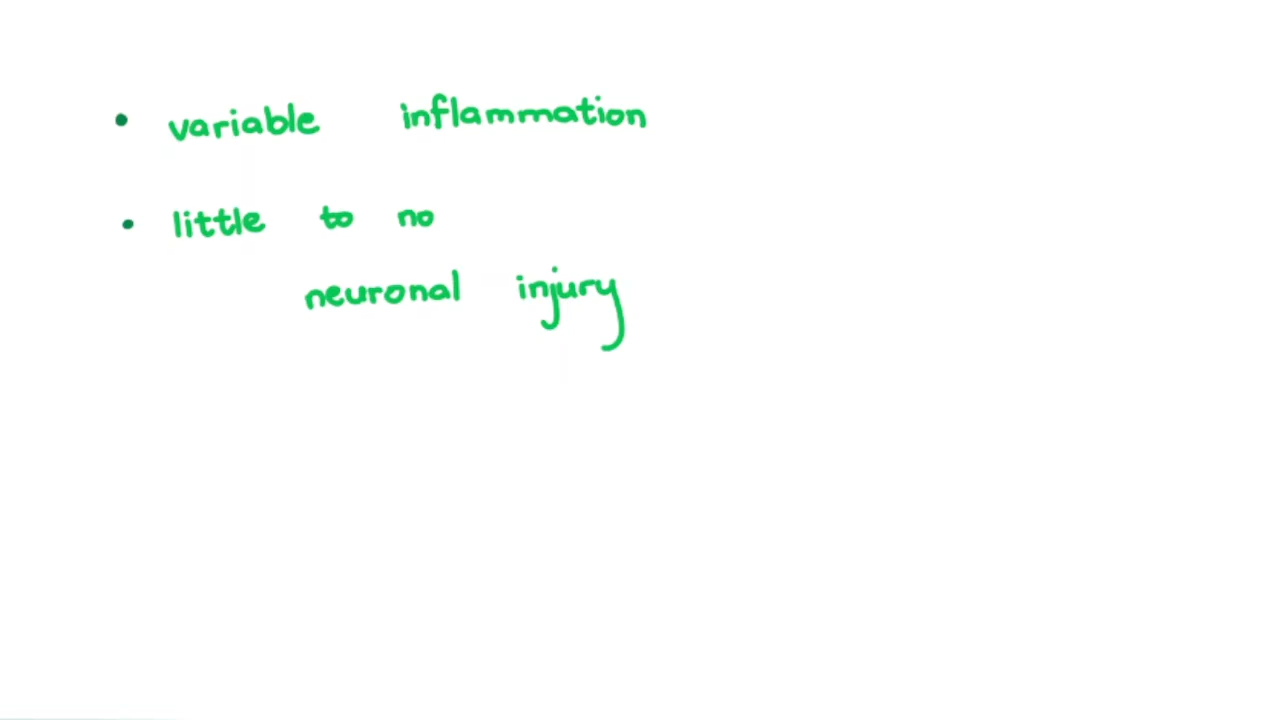 • variable inflammation
• little to no
neuronal injury